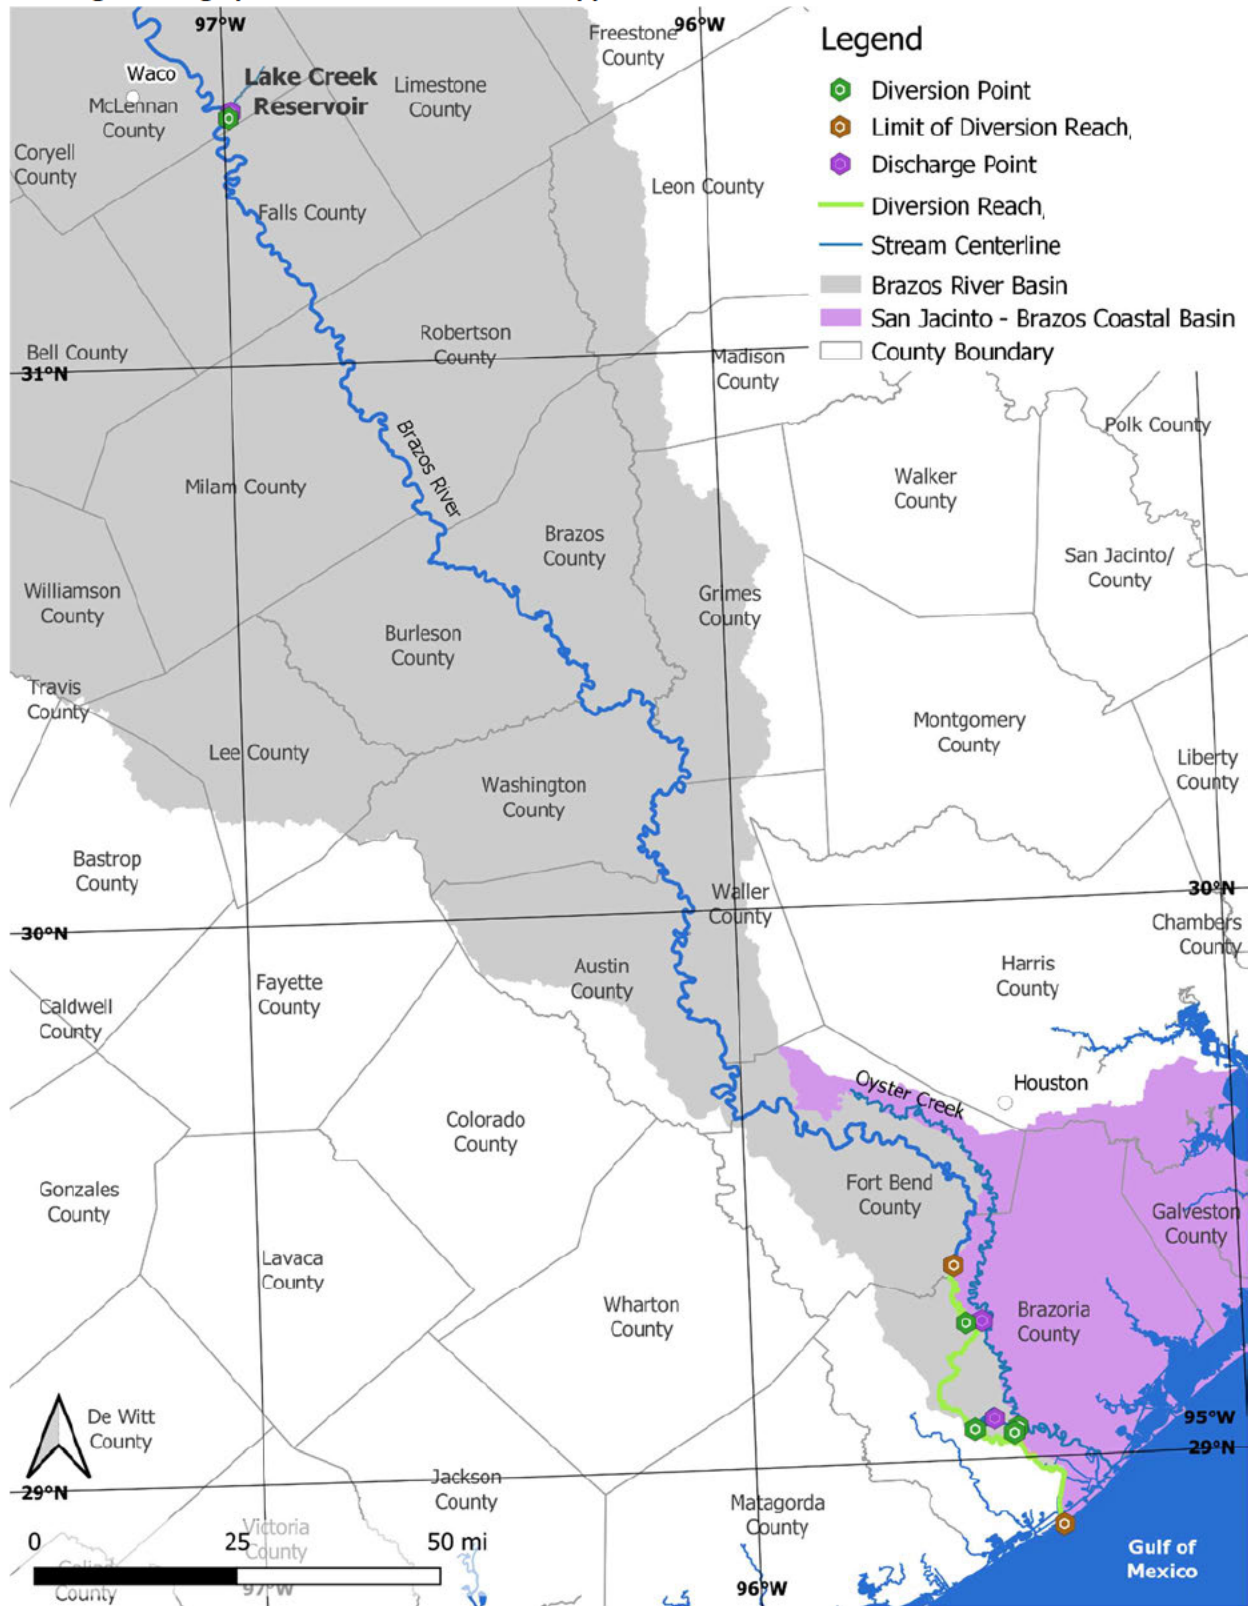 97°W
96°W
Freestone
County
Legend
Waco
Lake Creek
Reservoir
McLennan
County
Limestone
County
Diversion Point
Limit of Diversion Reach,
Discharge Point
Diversion Reach,
Stream Centerline
Brazos River Basin
San Jacinto - Brazos Coastal Basin
County Boundary
Coryell
County
Leon County
Falls County
Robertson
County
Bell County
31°N
Madison
County
Polk County
Brazos River
Milam County
Walker
County
Brazos
County
San Jacinto/
County
Williamson
County
Grimes
County
Burleson
County
Travis
County
Lee County
Montgomery
County
Washington
County
Liberty
County
Bastrop
County
Waller
County
30°N
30°N
Chambers
County
Austin
County
Harris
County
Fayette
County
Caldwell
County
Oyster Creek
Houston
Colorado
County
Fort Bend
County
Gonzales
County
Galveston
County
Lavaca
County
Wharton
County
Brazoria
County
De Witt
County
95°W
29°N
29°N
Jackson
County
Matagorda
County
0
25
50 mi
Victoria
County
Gulf of
Mexico
County
97°W
96°W